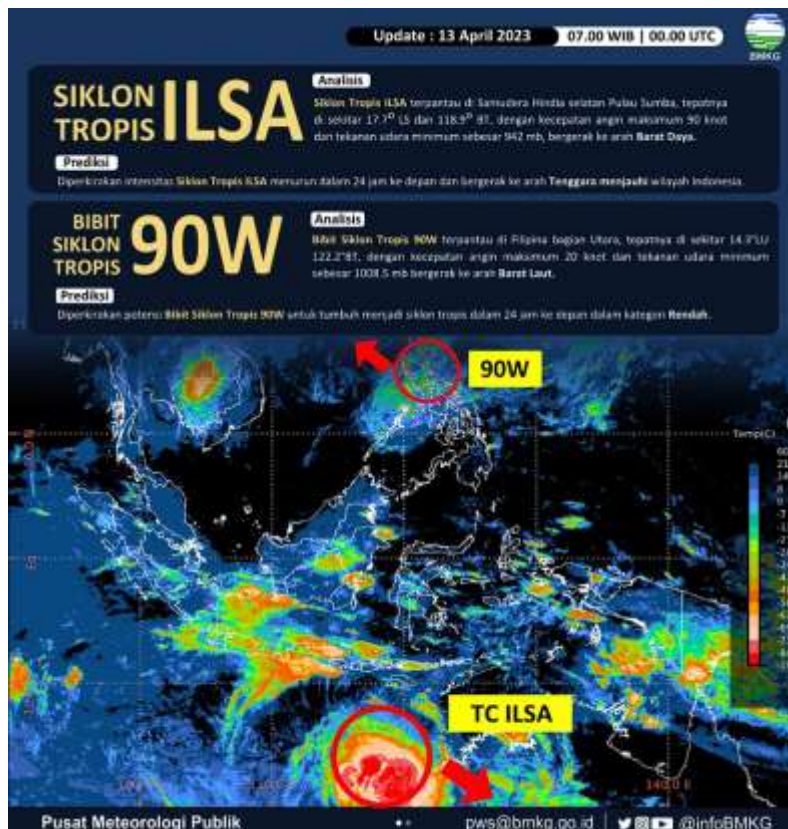 Update : 13 April 2023 07.00 WIB | 00.00 UTC
BMKG
SIKLON TROPIS ILSA
Analisis
Siklon Tropis ILSA terpantau di Samudera Hindia selatan Pulau Sumba, tepatnya
di sekitar 17.7° LS dan 118.9° BT, dengan kecepatan angin maksimum 90 knot
dan tekanan udara minimum sebesar 942 mb, bergerak ke arah Barat Daya.
Prediksi
Diperkirakan intensitas Siklon Tropis ILSA menurun dalam 24 jam ke depan dan bergerak ke arah Tenggara menjauhi wilayah Indonesia.
BIBIT SIKLON TROPIS 90W
Analisis
Bibit Siklon Tropis 90W terpantau di Filipina bagian Utara, tepatnya di sekitar 14.3°LU
122.2°BT, dengan kecepatan angin maksimum 20 knot dan tekanan udara minimum
sebesar 1008.5 mb bergerak ke arah Barat Laut.
Prediksi
Diperkirakan potensi Bibit Siklon Tropis 90W untuk tumbuh menjadi siklon tropis dalam 24 jam ke depan dalam kategori Rendah.
90W
Temp(C)
TC ILSA
140.0 E
Pusat Meteorologi Publik pws@bmkg.go.id | @infoBMKG